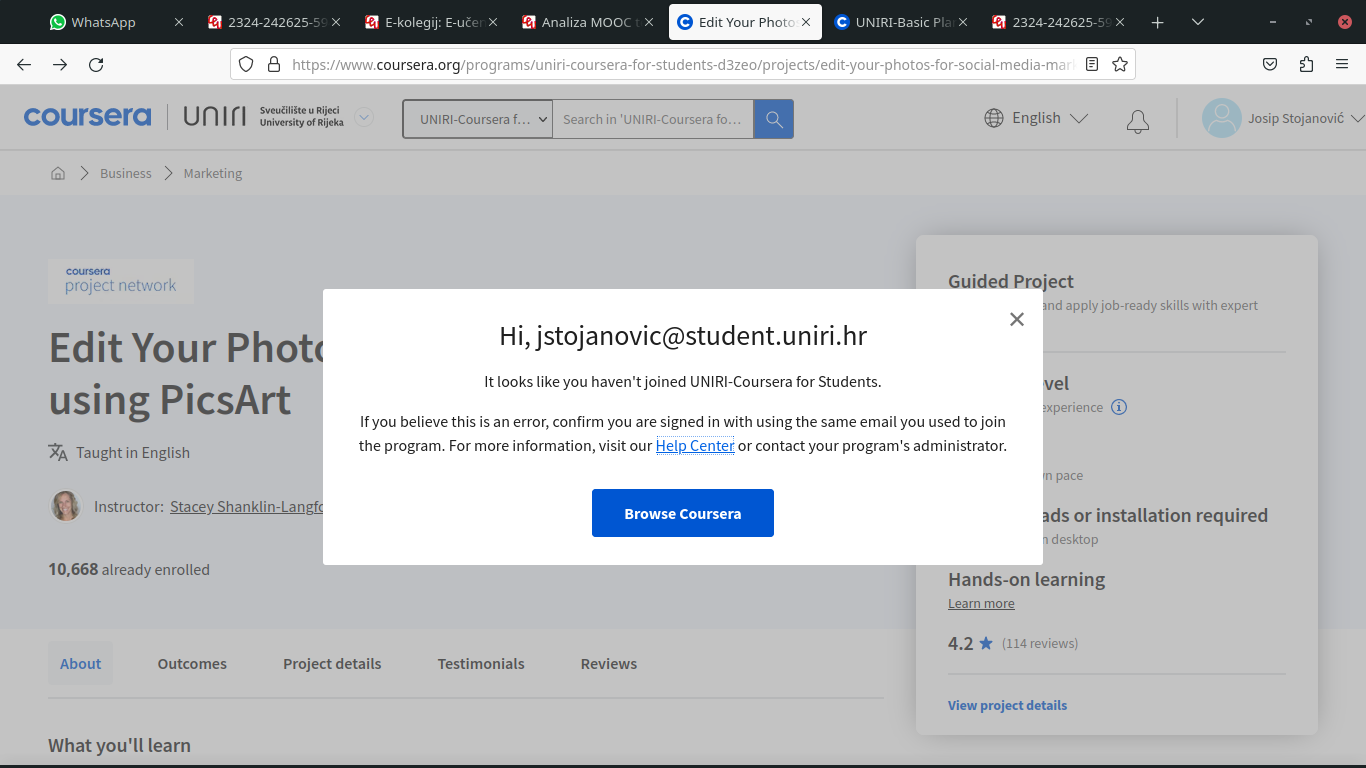 WhatsApp
2324-242625-59
E-kolegij: E-učen
Analiza MOOC t
Edit Your Photos
UNIRI-Basic Plan
2324-242625-59
https://www.coursera.org/programs/uniri-coursera-for-students-d3zeo/projects/edit-your-photos-for-social-media-mar
coursera
UNIRI
Sveučilište u Rijeci
University of Rijeka
UNIRI-Coursera f...
Search in 'UNIRI-Coursera fo...
English
Josip Stojanović
Business
Marketing
coursera
project network
Edit Your Photo
using PicsArt
Taught in English
Instructor: Stacey Shanklin-Langfo
10,668 already enrolled
Hi, jstojanovic@student.uniri.hr
It looks like you haven't joined UNIRI-Coursera for Students.
If you believe this is an error, confirm you are signed in with using the same email you used to join
the program. For more information, visit our Help Center or contact your program's administrator.
Browse Coursera
Guided Project
and apply job-ready skills with expert
evel
experience
wn pace
ads or installation required
n desktop
Hands-on learning
Learn more
4.2 (114 reviews)
View project details
About
Outcomes
Project details
Testimonials
Reviews
What you'll learn